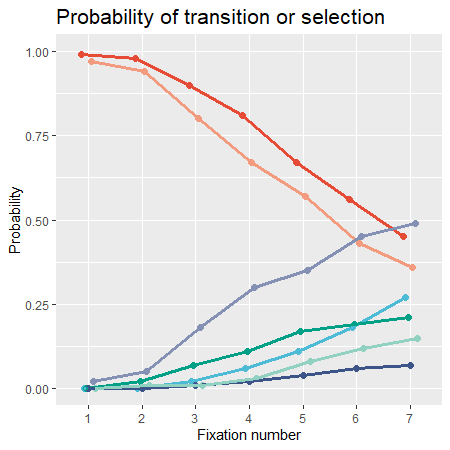 Probability of transition or selection
1.00
0.75
0.50
0.25
0.00
Probability
1 2 3 4 5 6 7
Fixation number